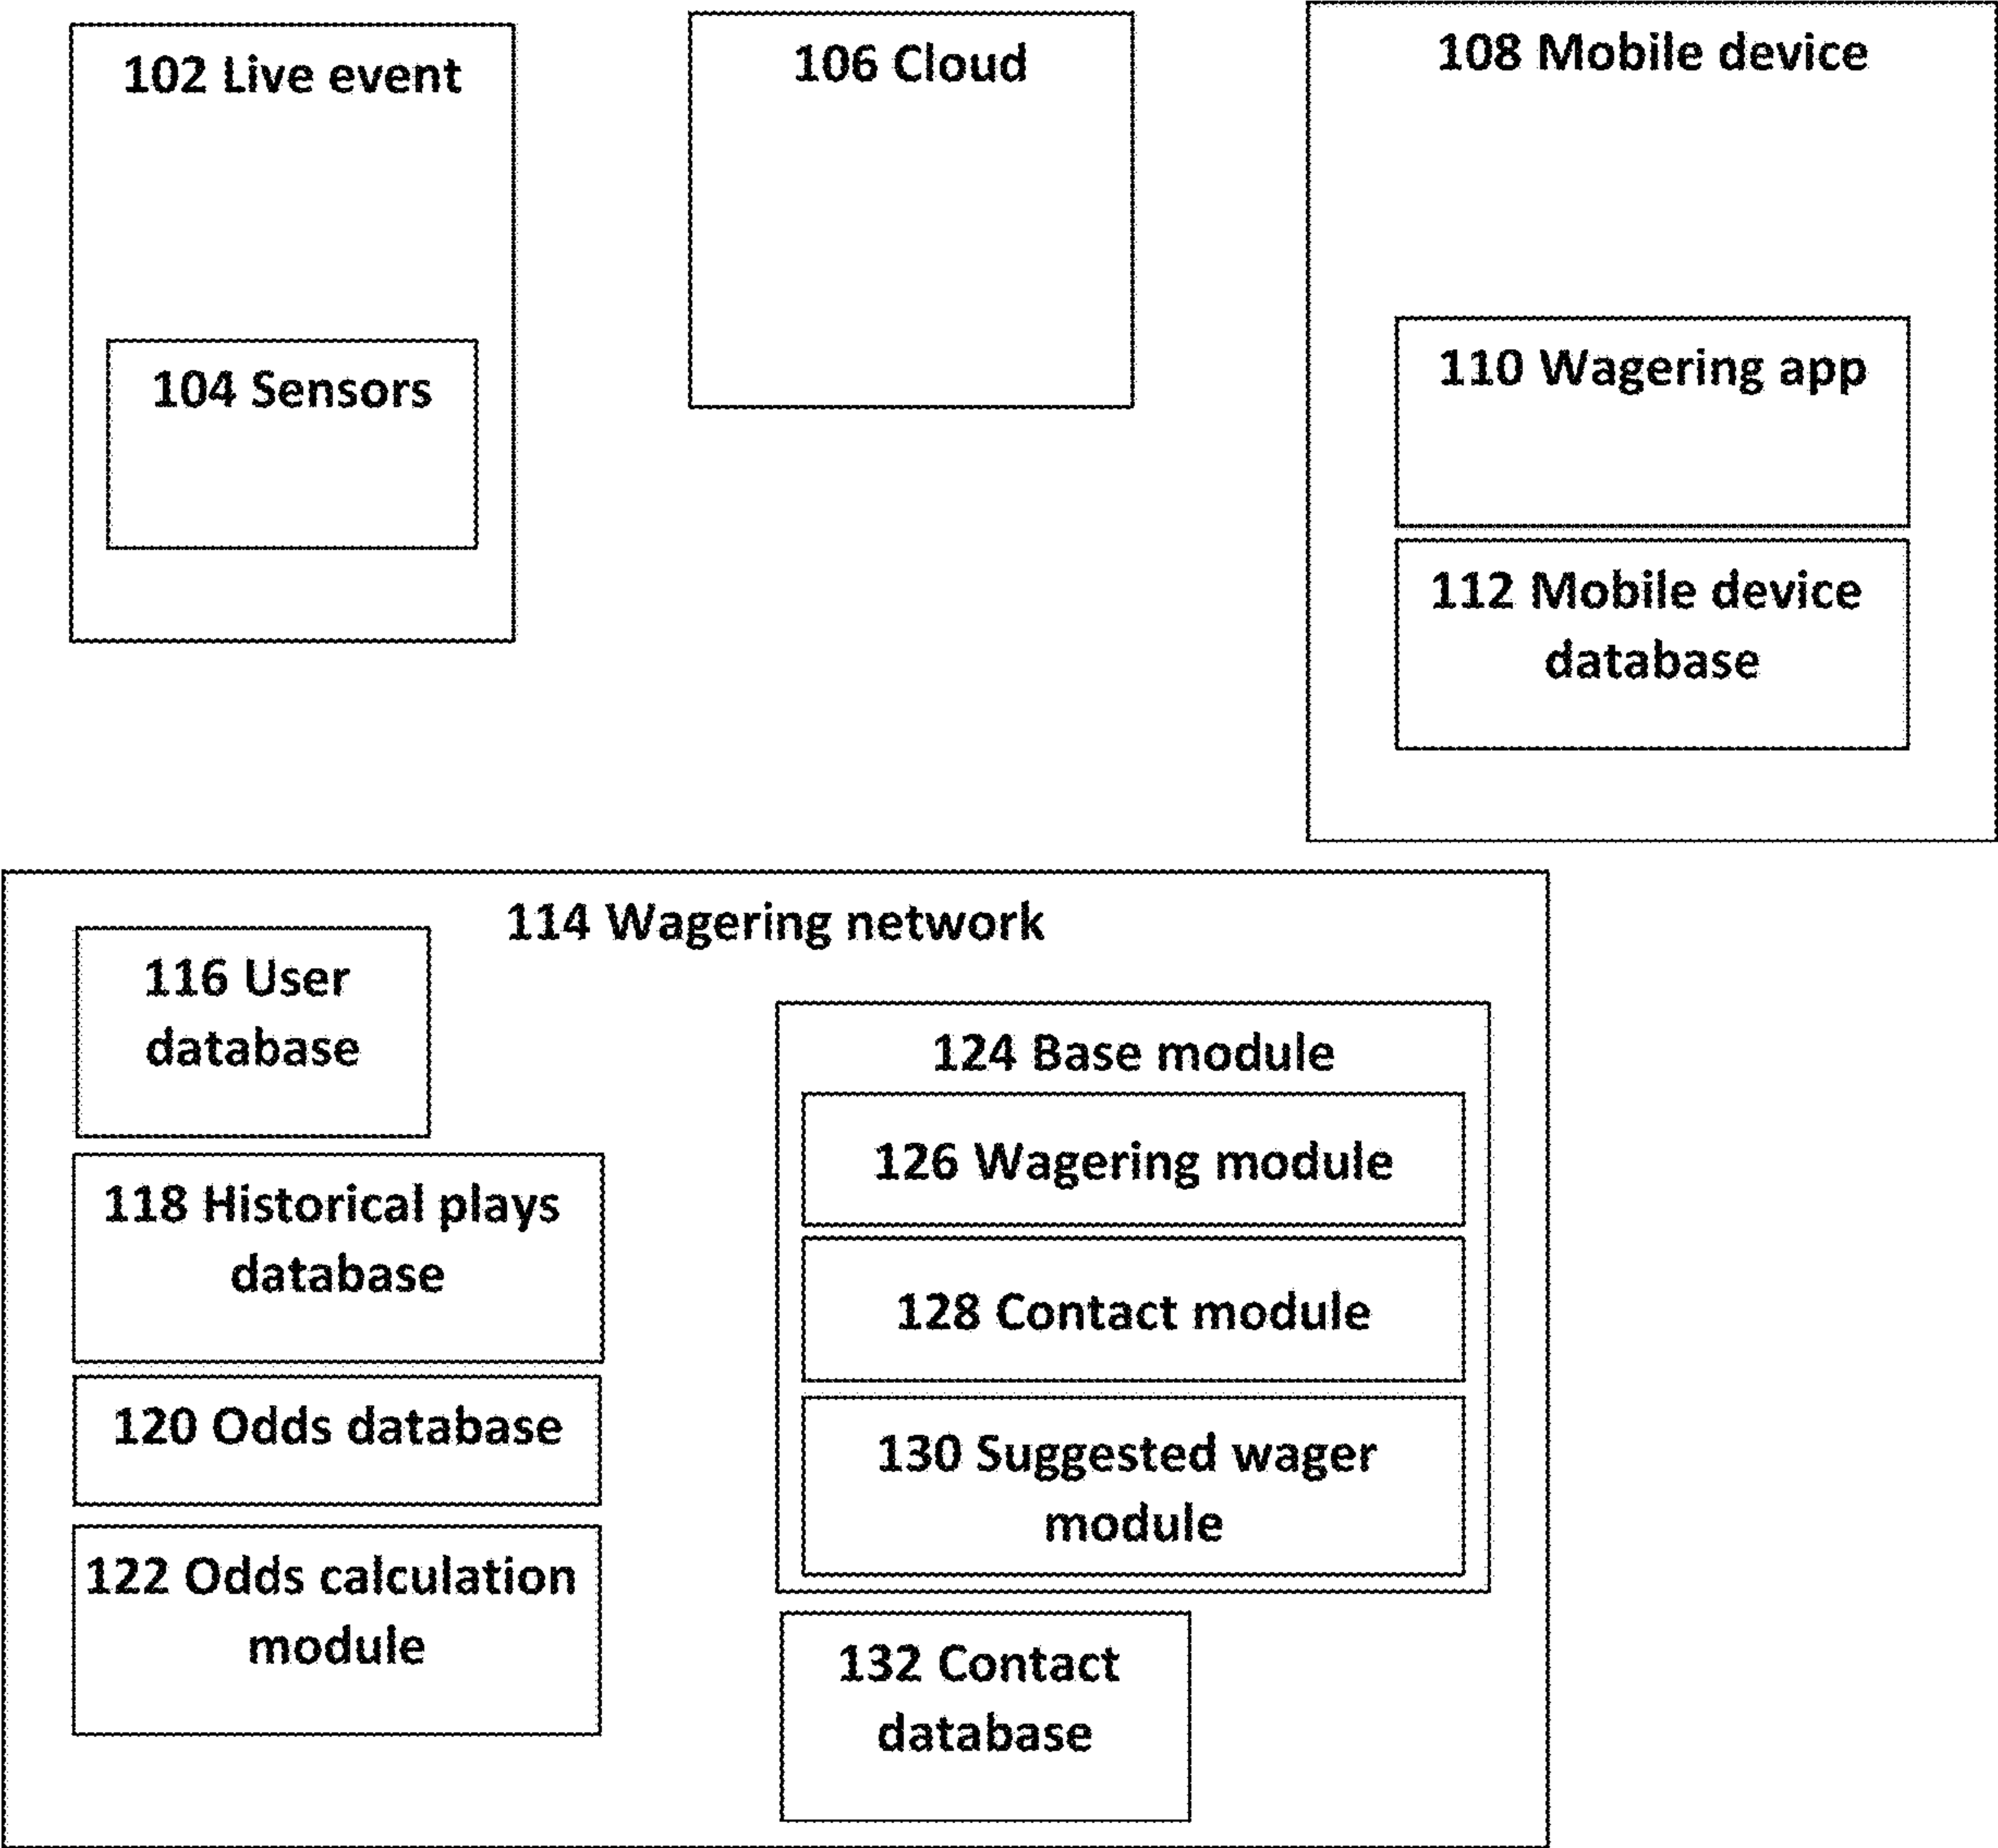 102 Live event
104 Sensors
106 Cloud
108 Mobile device
110 Wagering app
112 Mobile device
database
114 Wagering network
116 User
database
118 Historical plays
database
120 Odds database
122 Odds calculation
module
124 Base module
126 Wagering module
128 Contact module
130 Suggested wager
module
132 Contact
database